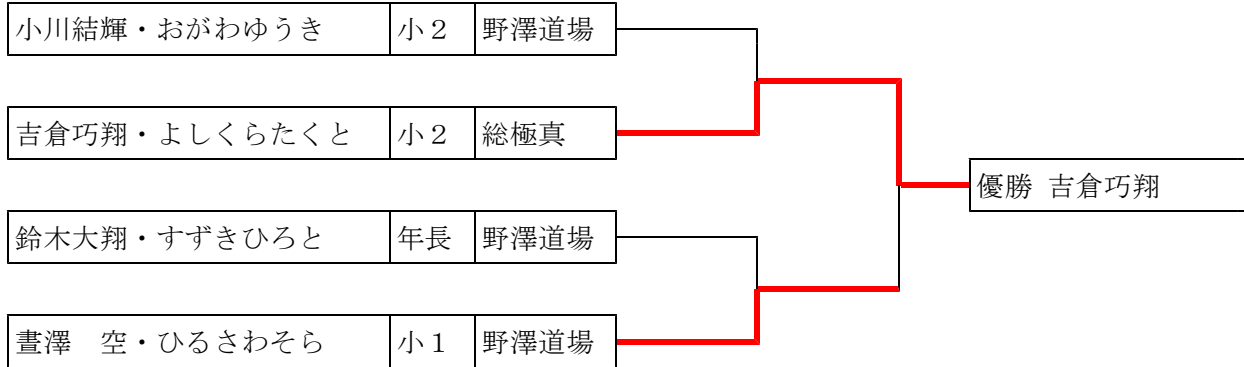 小川結輝・おがわゆうき 小２ 野澤道場
吉倉巧翔・よしくらたくと 小２ 総極真
優勝 吉倉巧翔
鈴木大翔・すずきひろと 年長 野澤道場
晝澤　空・ひるさわそら 小１ 野澤道場